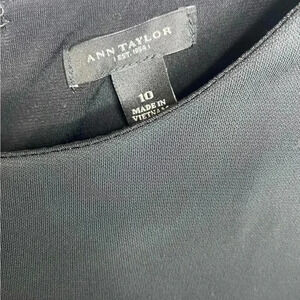 ANN TAYLOR
| EST. 1954 |
10
MADE IN
VIETNAM